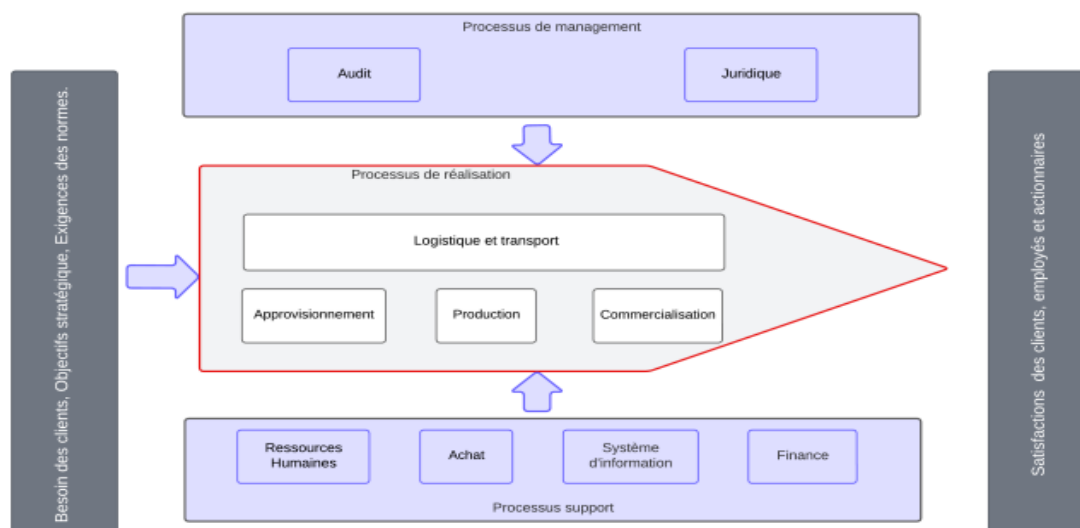 Processus de management
Audit
Juridique
Besoin des clients, Objectifs stratégique, Exigences des normes.
Processus de réalisation
Logistique et transport
Approvisionnement
Production
Commercialisation
Satisfactions des clients, employés et actionnaires
Ressources
Humaines
Achat
Système
d'information
Finance
Processus support